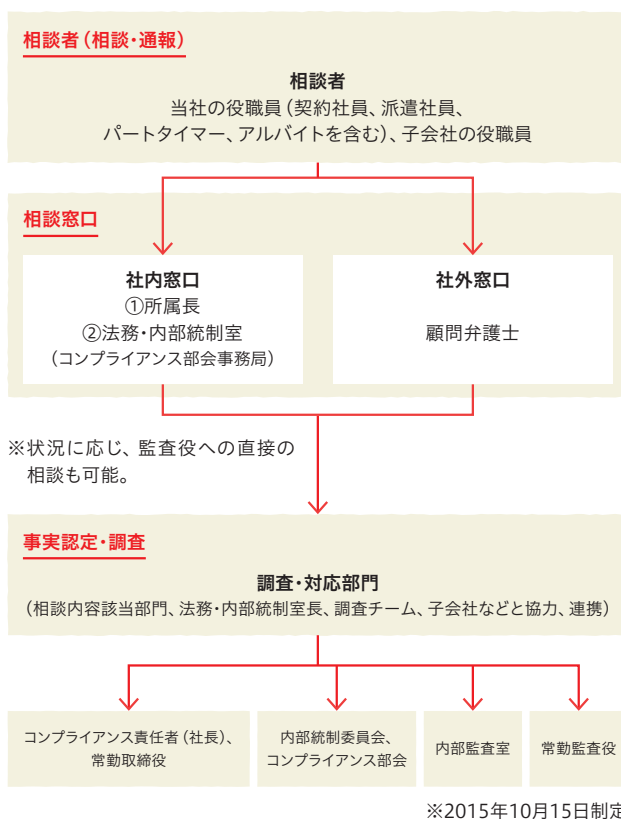 相談者（相談・通報）
相談者
当社の役職員（契約社員、派遣社員、
パートタイマー、アルバイトを含む）、子会社の役職員
相談窓口
社内窓口
①所属長
②法務・内部統制室
（コンプライアンス部会事務局）
社外窓口
顧問弁護士
※状況に応じ、監査役への直接の
相談も可能。
事実認定・調査
調査・対応部門
（相談内容該当部門、法務・内部統制室長、調査チーム、子会社などと協力、連携）
コンプライアンス責任者（社長）、
常勤取締役
内部統制委員会、
コンプライアンス部会
内部監査室
常勤監査役
※2015年10月15日制定